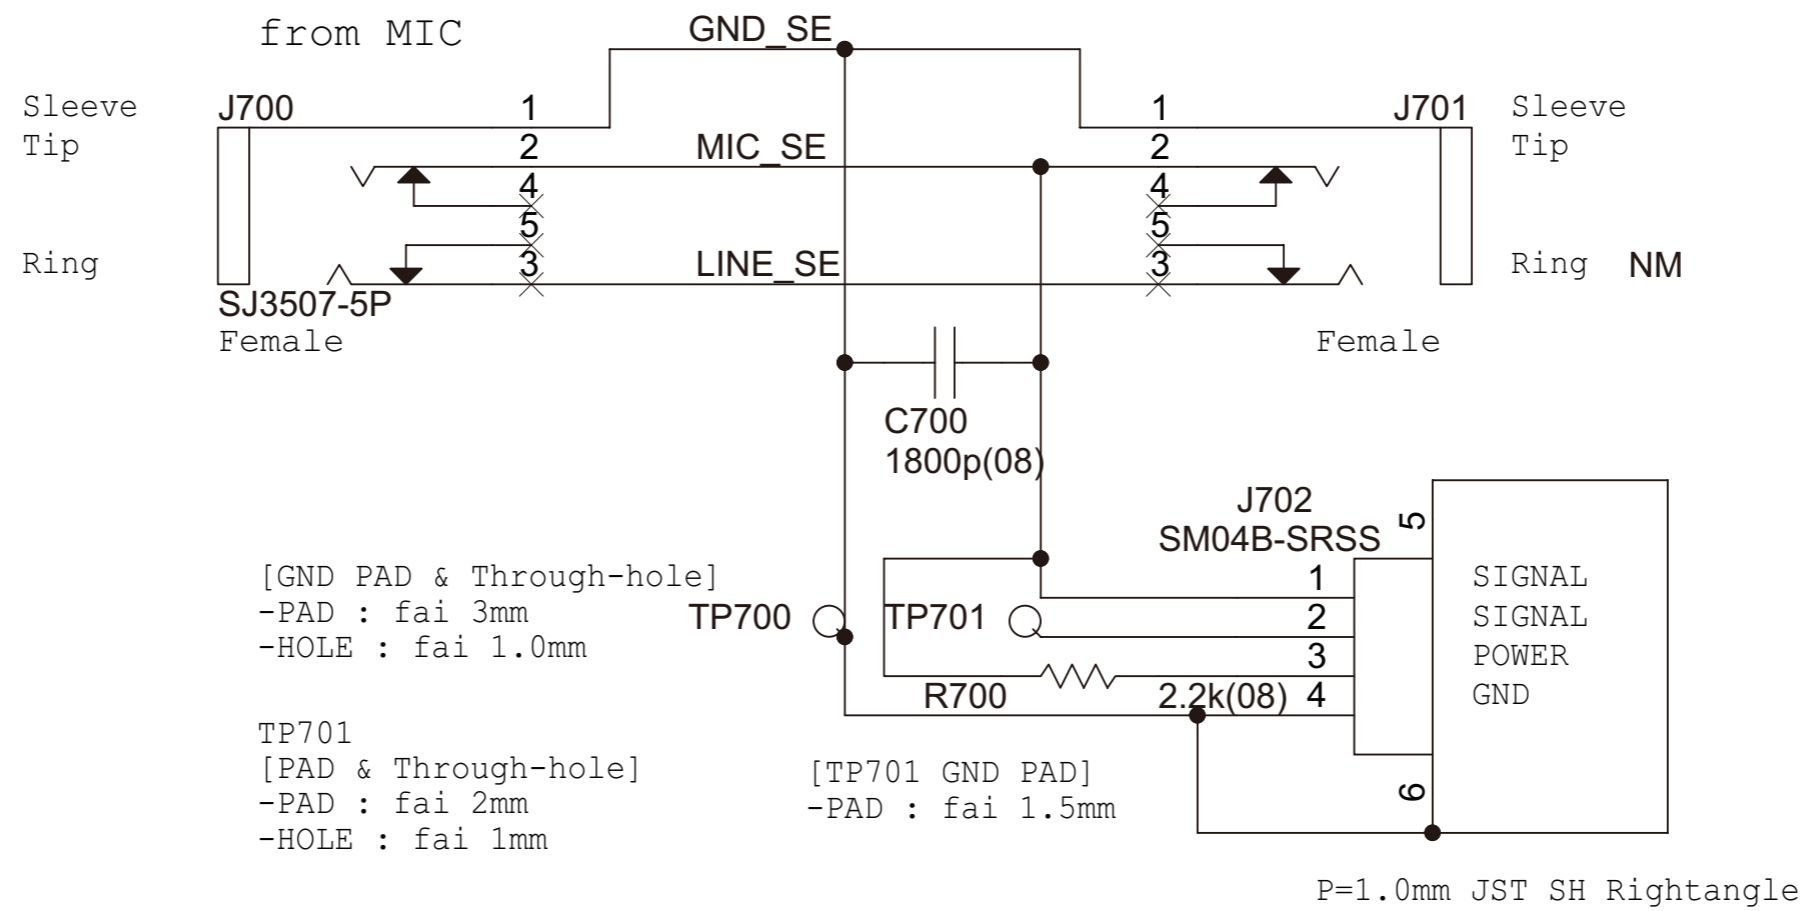 from MIC
GND_SE
Sleeve
J700
1
1
J701
Sleeve
Tip
2
MIC_SE
2
Tip
4
4
5
5
Ring
3
LINE_SE
3
Ring
NM
SJ3507-5P
Female
Female
C700
1800p(08)
J702
SM04B-SRSS
5
[GND PAD & Through-hole]
-PAD : fai 3mm
-HOLE : fai 1.0mm
TP700
TP701
1
SIGNAL
2
SIGNAL
3
POWER
R700
2.2k(08)
4
GND
6
TP701
[PAD & Through-hole]
-PAD : fai 2mm
-HOLE : fai 1mm
[TP701 GND PAD]
-PAD : fai 1.5mm
P=1.0mm JST SH Rightangle